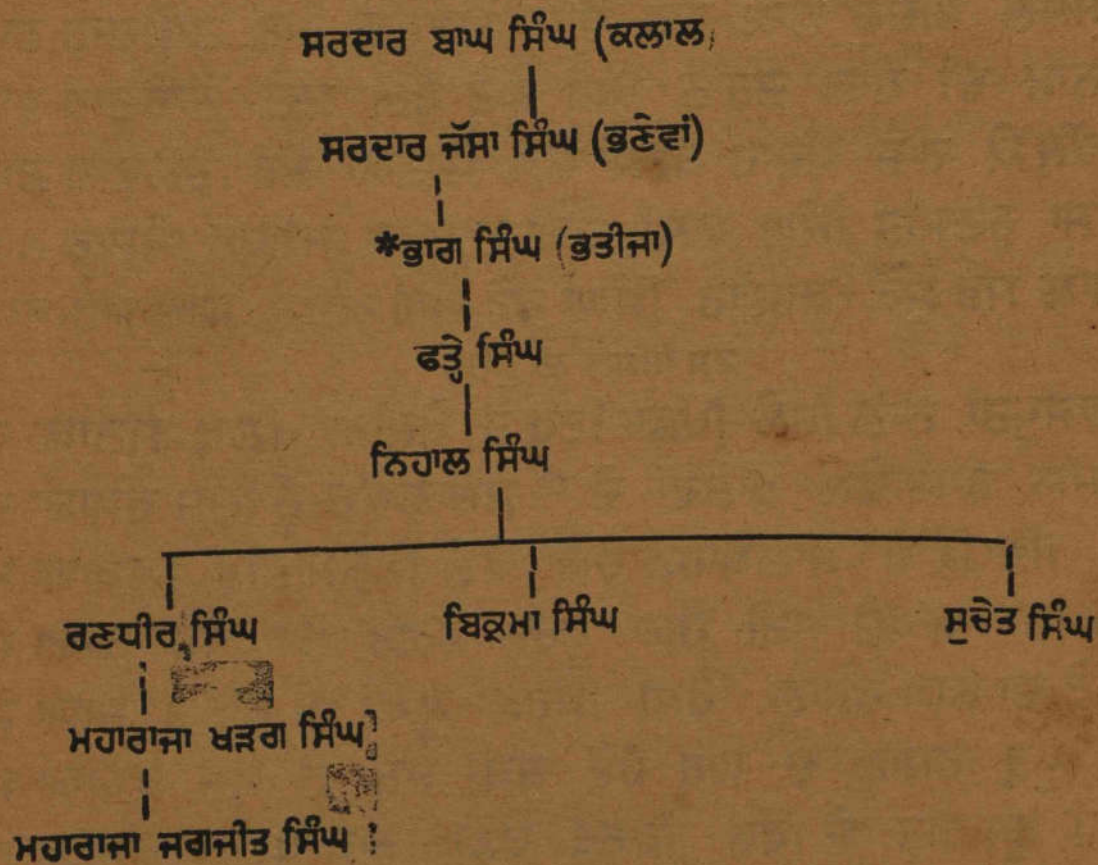 ਸਰਦਾਰ ਬਾਘ ਸਿੰਘ (ਕਲਾਲ)
ਸਰਦਾਰ ਜੱਸਾ ਸਿੰਘ (ਭਣੇਵਾਂ)
*ਭਾਗ ਸਿੰਘ (ਭਤੀਜਾ)
ਫਤ੍ਹੇ ਸਿੰਘ
ਨਿਹਾਲ ਸਿੰਘ
ਰਣਧੀਰ ਸਿੰਘ ਬਿਕ੍ਰਮਾ ਸਿੰਘ ਸੁਚੇਤ ਸਿੰਘ
ਮਹਾਰਾਜਾ ਖੜਗ ਸਿੰਘ
ਮਹਾਰਾਜਾ ਜਗਜੀਤ ਸਿੰਘ